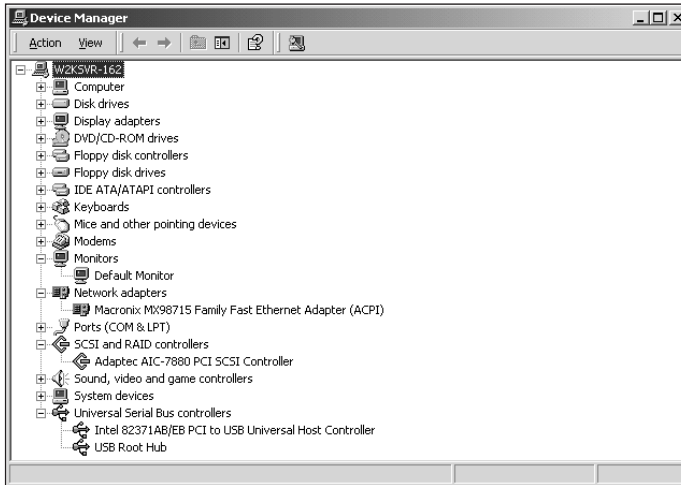 Device Manager
Action View
W2KSVR-162
Computer
Disk drives
Display adapters
DVD/CD-ROM drives
Floppy disk controllers
Floppy disk drives
IDE ATA/ATAPI controllers
Keyboards
Mice and other pointing devices
Modems
Monitors
Default Monitor
Network adapters
Macronix MX98715 Family Fast Ethernet Adapter (ACPI)
Ports (COM & LPT)
SCSI and RAID controllers
Adaptec AIC-7880 PCI SCSI Controller
Sound, video and game controllers
System devices
Universal Serial Bus controllers
Intel 82371AB/EB PCI to USB Universal Host Controller
USB Root Hub